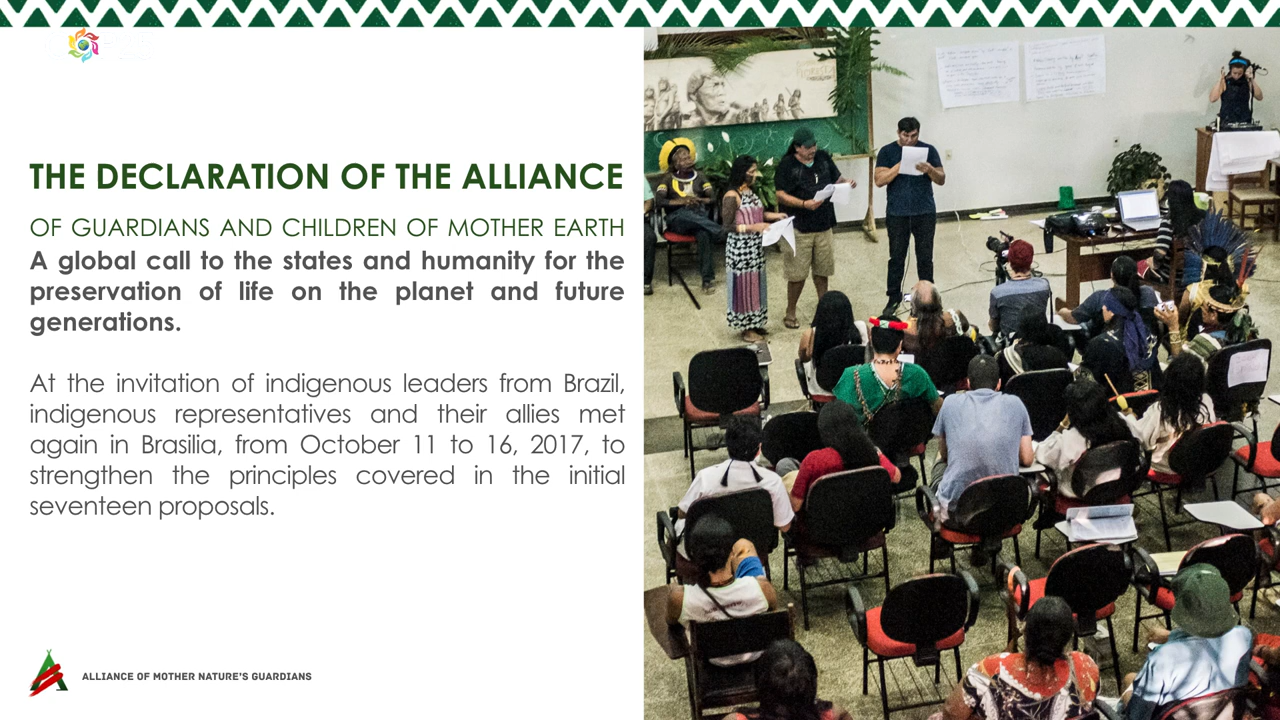 THE DECLARATION OF THE ALLIANCE
OF GUARDIANS AND CHILDREN OF MOTHER EARTH
A global call to the states and humanity for the
preservation of life on the planet and future
generations.
At the invitation of indigenous leaders from Brazil,
indigenous representatives and their allies met
again in Brasilia, from October 11 to 16, 2017, to
strengthen the principles covered in the initial
seventeen proposals.
ALLIANCE OF MOTHER NATURE'S GUARDIANS